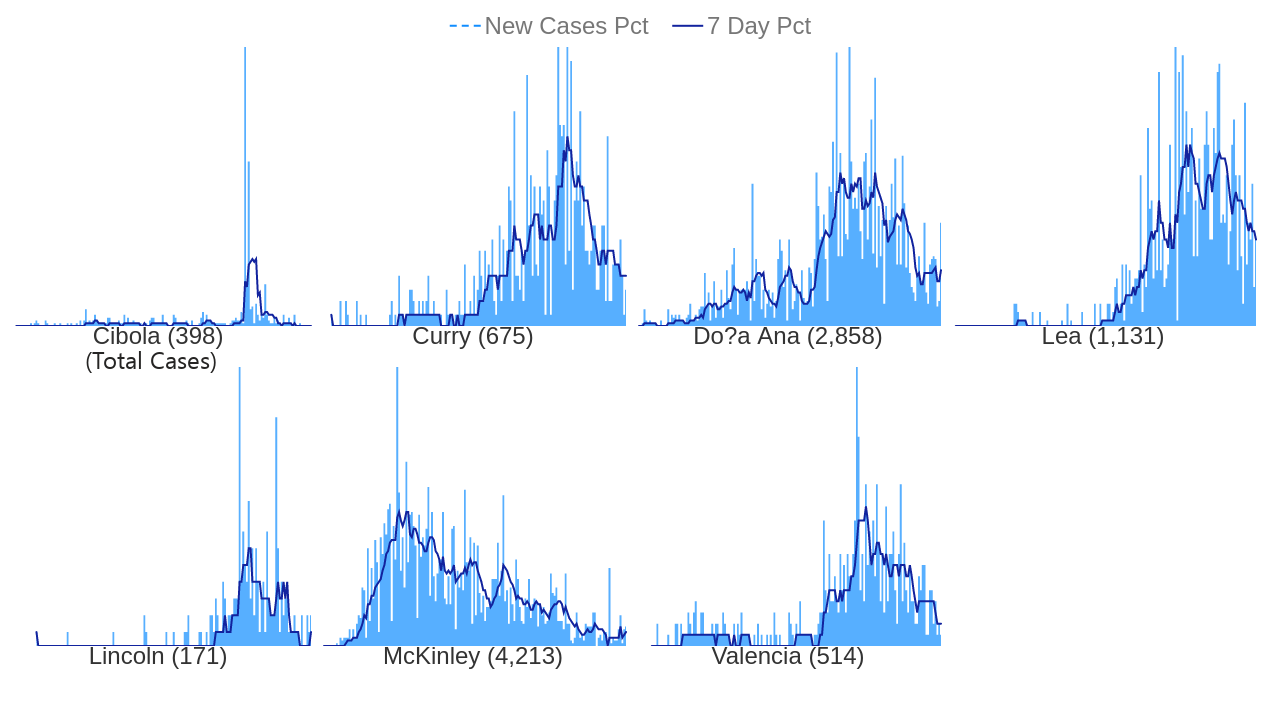 New Cases Pct 7 Day Pct
Cibola (398) Curry (675) Do?a Ana (2,858) Lea (1,131)
(Total Cases)
Lincoln (171) McKinley (4,213) Valencia (514)